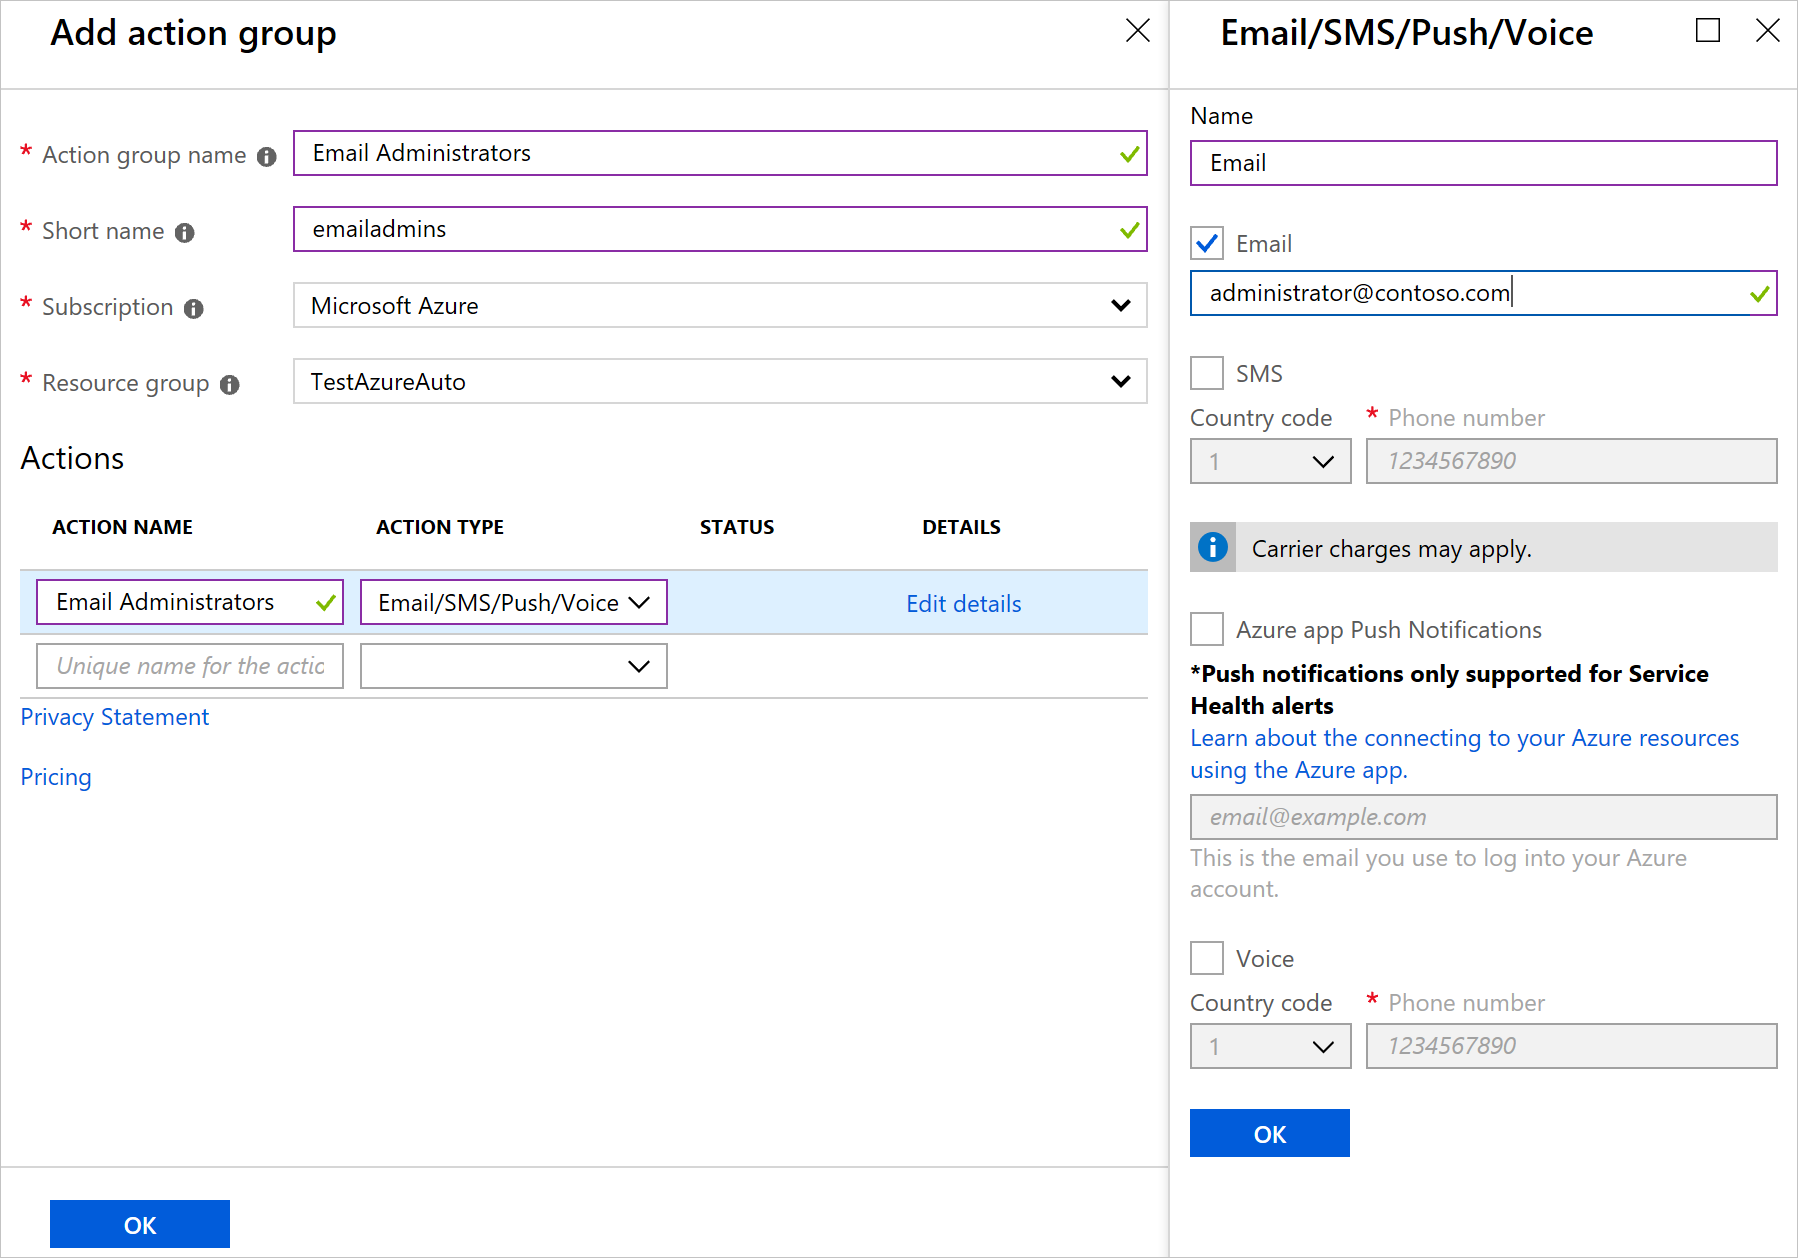 Add action group
* Action group name
Email Administrators
* Short name
emailadmins
* Subscription
Microsoft Azure
* Resource group
TestAzureAuto
Actions
ACTION NAME ACTION TYPE STATUS DETAILS
Email Administrators Email/SMS/Push/Voice Edit details
Unique name for the actic
Privacy Statement
Pricing
OK
Email/SMS/Push/Voice
Name
Email
Email
administrator@contoso.com
SMS
Country code * Phone number
1 1234567890
Carrier charges may apply.
Azure app Push Notifications
*Push notifications only supported for Service
Health alerts
Learn about the connecting to your Azure resources
using the Azure app.
email@example.com
This is the email you use to log into your Azure
account.
Voice
Country code * Phone number
1 1234567890
OK